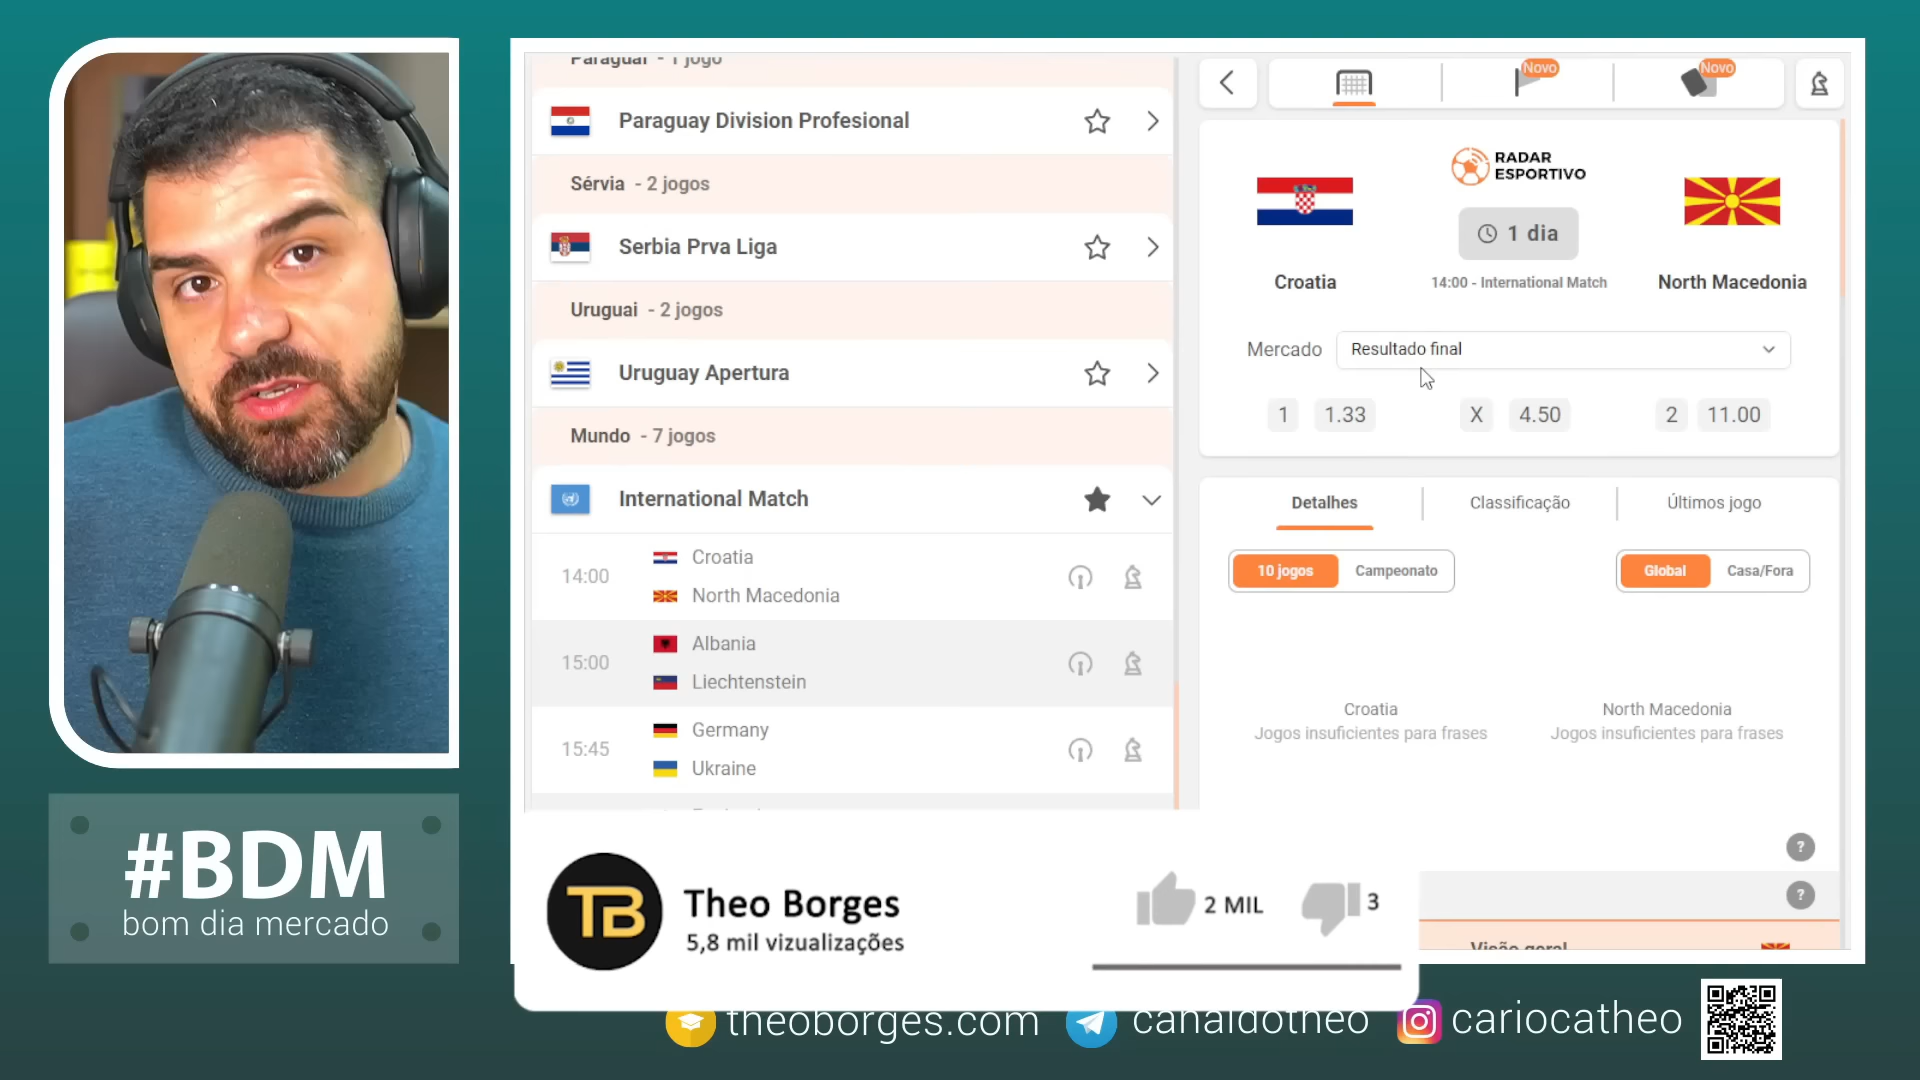 Paraguai - 1 jogo
Paraguay Division Profesional
Sérvia - 2 jogos
Serbia Prva Liga
Uruguai - 2 jogos
Uruguay Apertura
Mundo - 7 jogos
International Match
14:00
Croatia
North Macedonia
15:00
Albania
Liechtenstein
15:45
Germany
Ukraine
Novo
Novo
RADAR
ESPORTIVO
1 dia
Croatia
14:00 - International Match
North Macedonia
Mercado
Resultado final
1 1.33
X 4.50
2 11.00
Detalhes
Classificação
Últimos jogo
10 jogos
Campeonato
Global
Casa/Fora
Croatia
Jogos insuficientes para frases
North Macedonia
Jogos insuficientes para frases
?
?
Visão geral
#BDM
bom dia mercado
TB
Theo Borges
5,8 mil vizualizações
2 MIL
3
theoborges.com
canaldotheo
cariocatheo